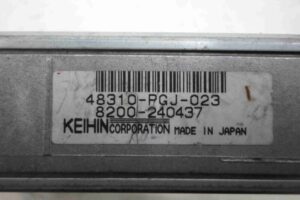 48310-PGJ-023
8200-240437
KEIHIN CORPORATION MADE IN JAPAN